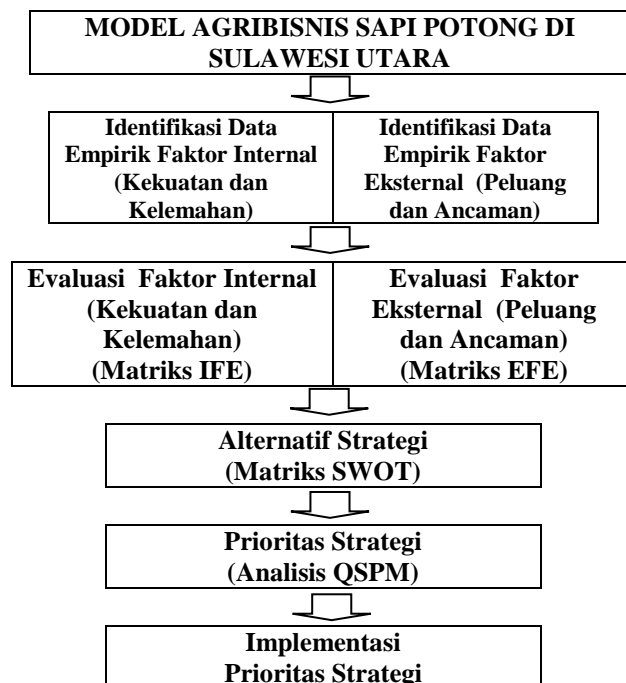 MODEL AGRIBISNIS SAPI POTONG DI
SULAWESI UTARA
Identifikasi Data
Empirik Faktor Internal
(Kekuatan dan
Kelemahan)
Identifikasi Data
Empirik Faktor
Eksternal (Peluang
dan Ancaman)
Evaluasi Faktor Internal
(Kekuatan dan
Kelemahan)
(Matriks IFE)
Evaluasi Faktor
Eksternal (Peluang
dan Ancaman)
(Matriks EFE)
Alternatif Strategi
(Matriks SWOT)
Prioritas Strategi
(Analisis QSPM)
Implementasi
Prioritas Strategi